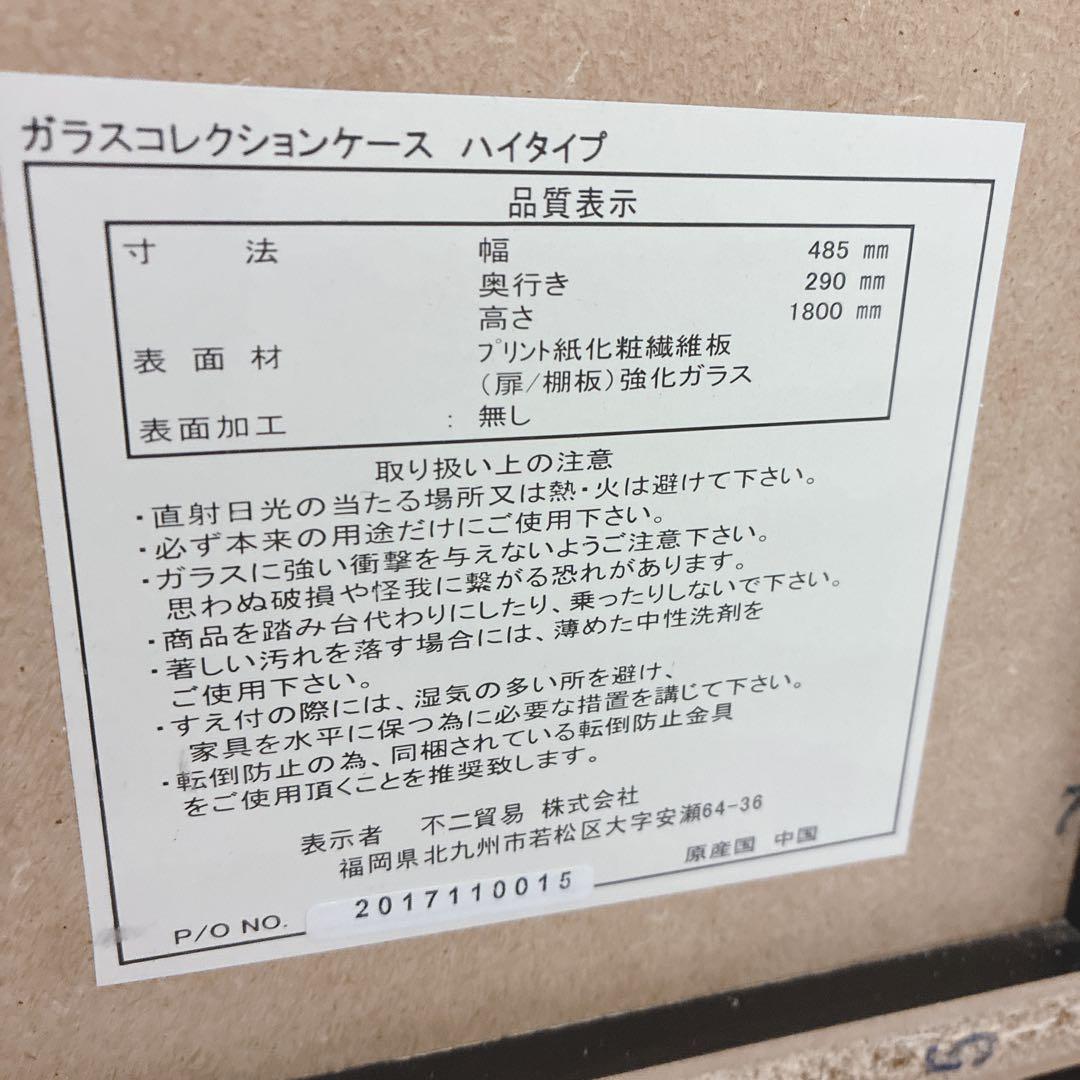 ガラスコレクションケース ハイタイプ
品質表示
寸 法 幅 485 mm
奥行き 290 mm
高さ 1800 mm
表面材 プリント紙化粧繊維板
(扉/棚板)強化ガラス
表面加工 : 無し
取り扱い上の注意
・直射日光の当たる場所又は熱・火は避けて下さい。
・必ず本来の用途だけにご使用下さい。
・ガラスに強い衝撃を与えないようご注意下さい。
思わぬ破損や怪我に繋がる恐れがあります。
・商品を踏み台代わりにしたり、乗ったりしないで下さい。
・著しい汚れを落す場合には、薄めた中性洗剤を
ご使用下さい。
・すえ付の際には、湿気の多い所を避け、
家具を水平に保つ為に必要な措置を講じて下さい。
・転倒防止の為、同梱されている転倒防止金具
をご使用頂くことを推奨致します。
表示者 不二貿易 株式会社
福岡県北九州市若松区大字安瀬64-36
原産国 中国
P/O NO. 2017110015